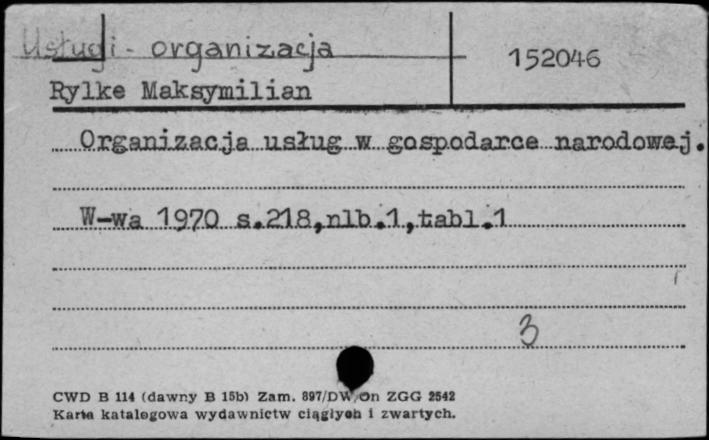 Usługi - organizacja
152046
Rylke Maksymilian
Organizacja usług w gospodarce narodowej.
W-wa 1970 s.218,nlb.1,tabl.1
3
CWD B 114 (dawny B 15b) Zam. 897/DW/On ZGG 2542
Karta katalogowa wydawnictw ciągłych i zwartych.